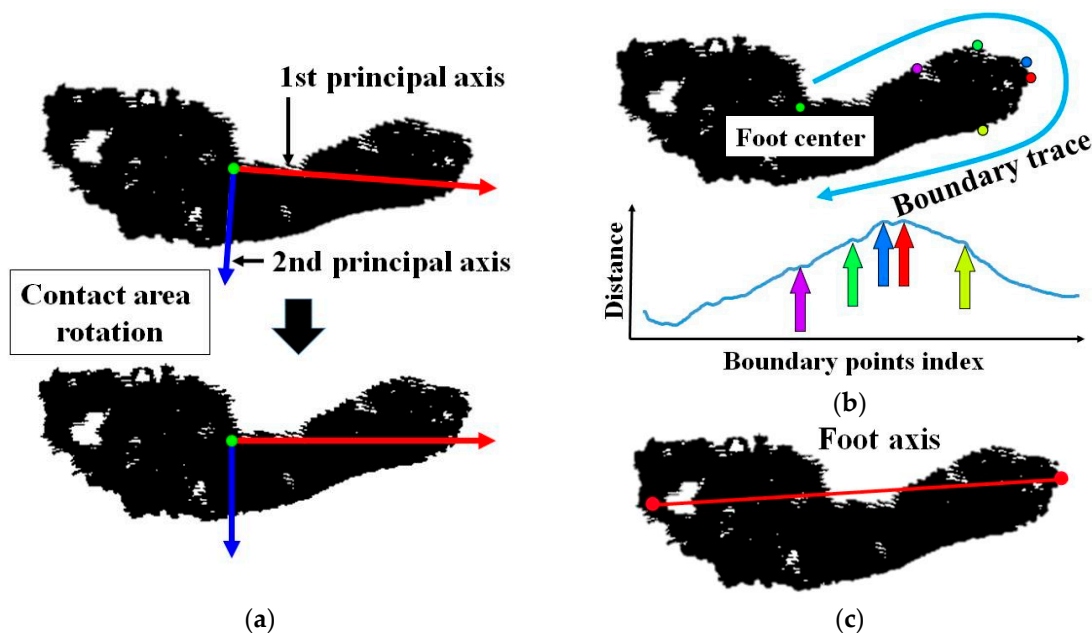 1st principal axis
2nd principal axis
Contact area
rotation
(a)
Foot center
Boundary trace
Distance
Boundary points index
(b)
Foot axis
(c)